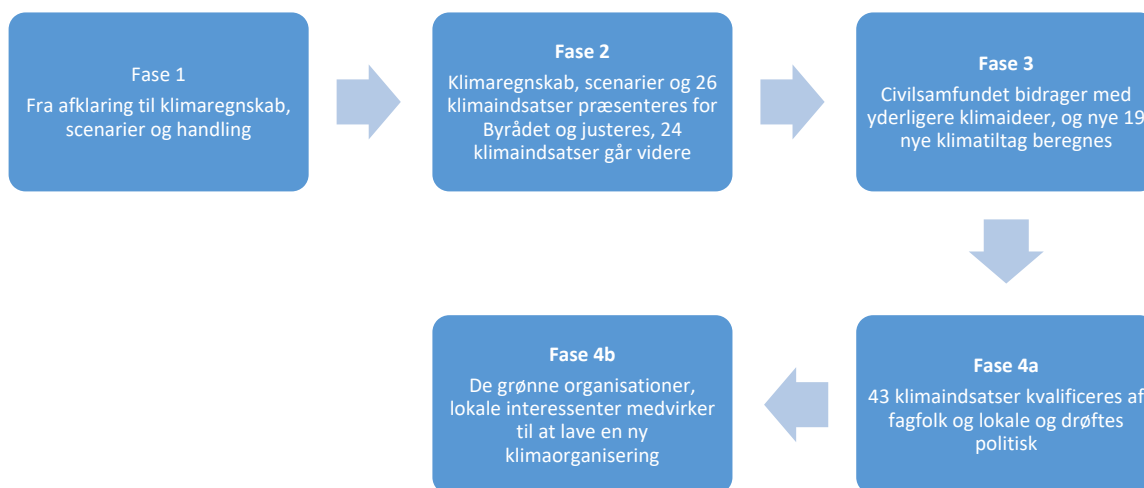 Fase 1
Fra afklaring til klimaregnskab,
scenarier og handling
Fase 2
Klimaregnskab, scenarier og 26
klimaindsatser præsenteres for
Byrådet og justeres, 24
klimaindsatser går videre
Fase 3
Civilsamfundet bidrager med
yderligere klimaideer, og nye 19
nye klimatiltag beregnes
Fase 4a
43 klimaindsatser kvalificeres af
fagfolk og lokale og drøftes
politisk
Fase 4b
De grønne organisationer,
lokale interessenter medvirker
til at lave en ny
klimaorganisering